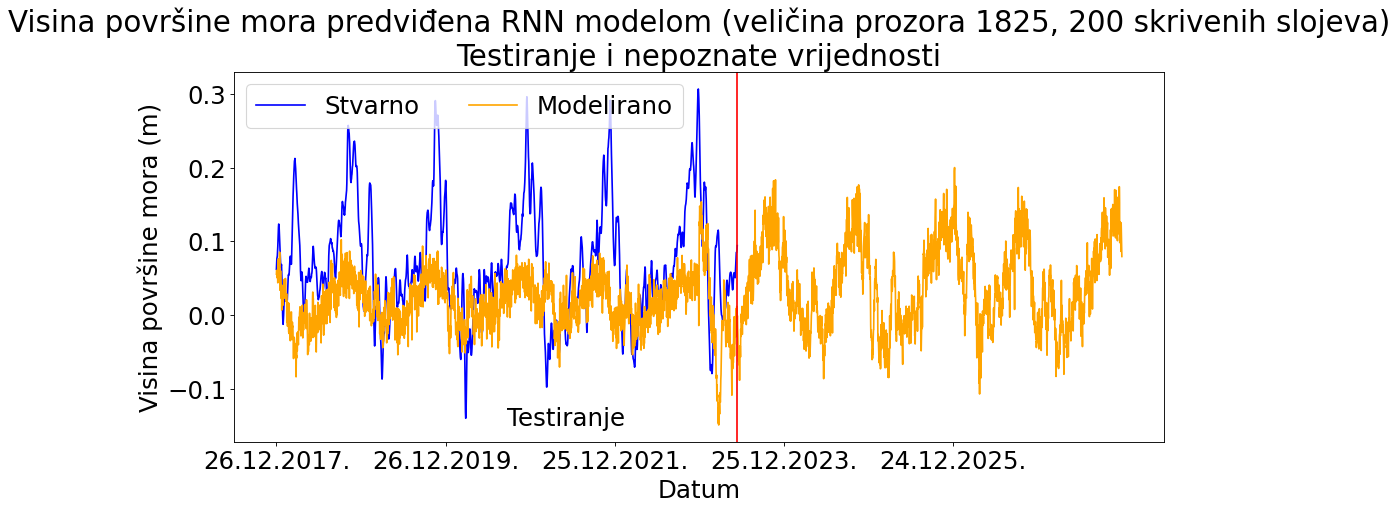 Visina površine mora predviđena RNN modelom (veličina prozora 1825, 200 skrivenih slojeva)
Testiranje i nepoznate vrijednosti
Stvarno Modelirano
Visina površine mora (m)
0.3
0.2
0.1
0.0
−0.1
Testiranje
26.12.2017. 26.12.2019. 25.12.2021. 25.12.2023. 24.12.2025.
Datum